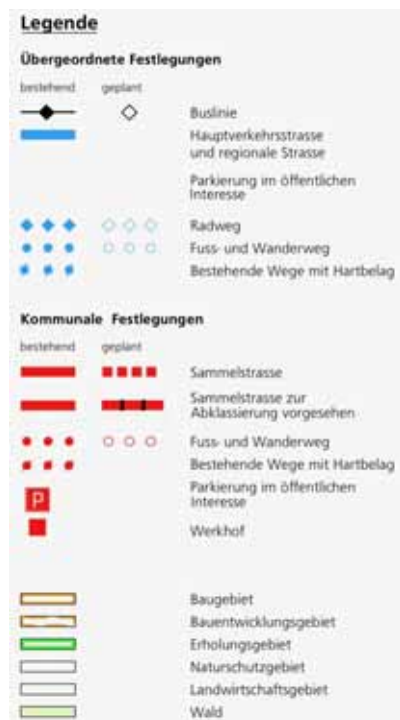 Legende
Übergeordnete Festlegungen
bestehend geplant
Buslinie
Hauptverkehrsstrasse
und regionale Strasse
Parkierung im öffentlichen
Interesse
Radweg
Fuss- und Wanderweg
Bestehende Wege mit Hartbelag
Kommunale Festlegungen
bestehend geplant
Sammelstrasse
Sammelstrasse zur
Abklassierung vorgesehen
Fuss- und Wanderweg
Bestehende Wege mit Hartbelag
P Parkierung im öffentlichen
Interesse
Werkhof
Baugebiet
Bauentwicklungsgebiet
Erholungsgebiet
Naturschutzgebiet
Landwirtschaftsgebiet
Wald